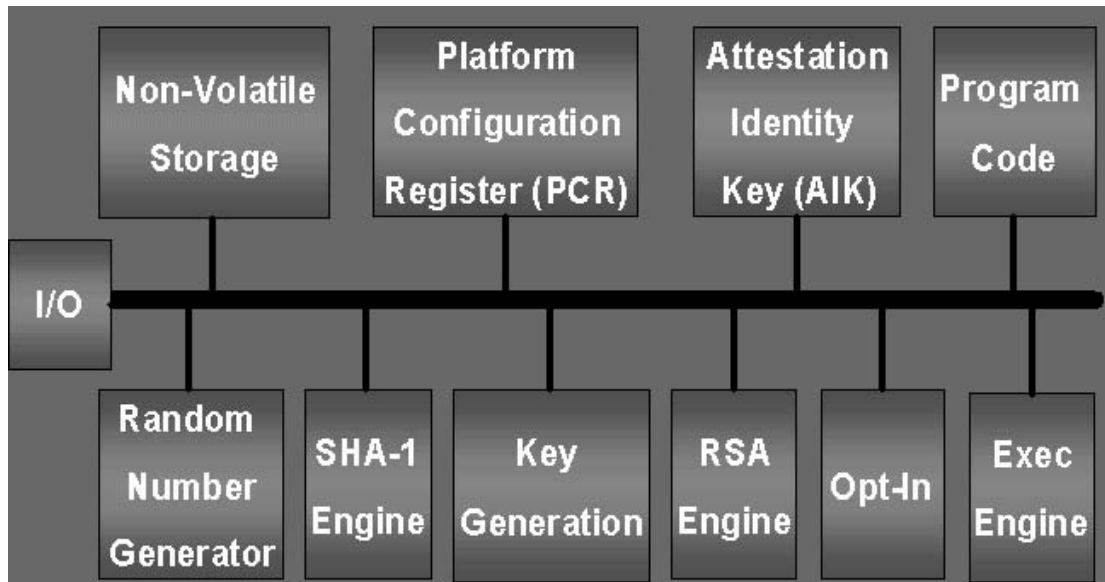 Non-Volatile
Storage
Platform
Configuration
Register (PCR)
Attestation
Identity
Key (AIK)
Program
Code
I/O
Random
Number
Generator
SHA-1
Engine
Key
Generation
RSA
Engine
Opt-In
Exec
Engine